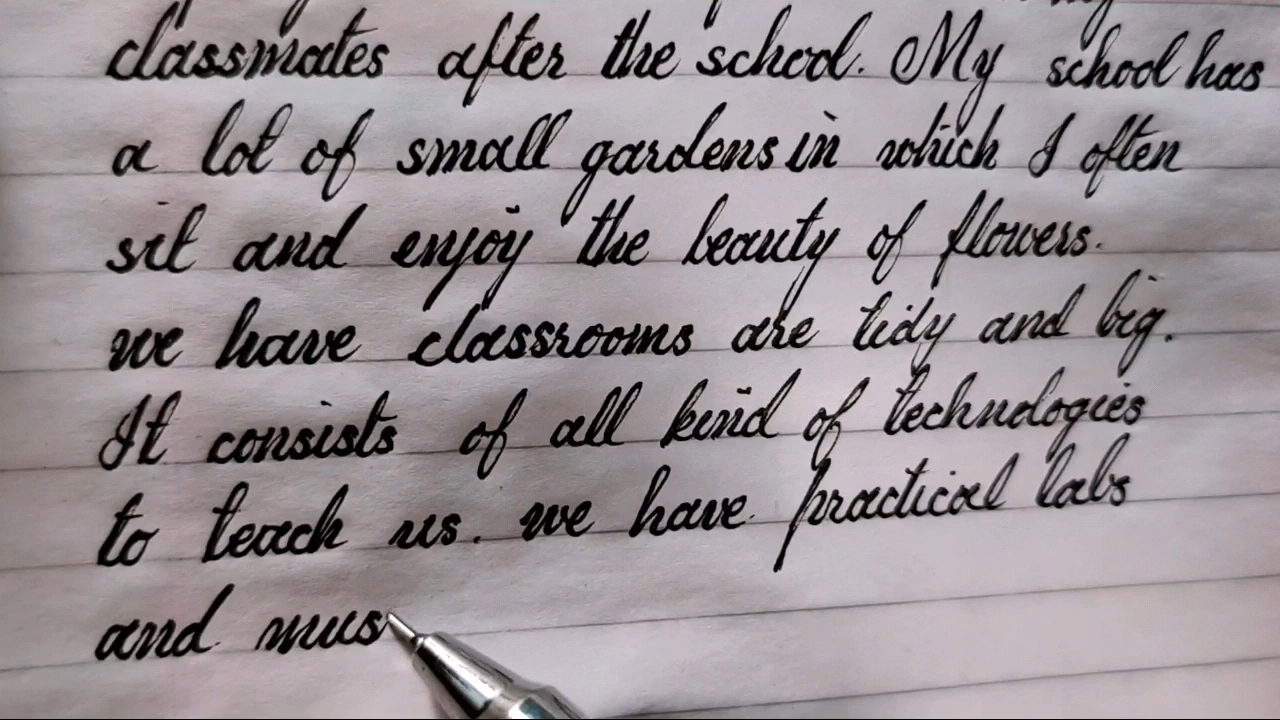 classmates after the school. My school has
a lot of small gardens in which I often
sit and enjoy the beauty of flowers.
we have classrooms are tidy and big.
It consists of all kind of technologies
to teach us. we have practical labs
and mus